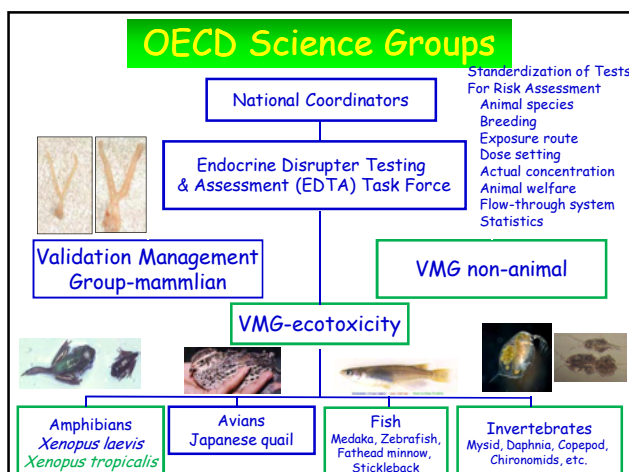 OECD Science Groups
Standerdization of Tests
For Risk Assessment
Animal species
Breeding
Exposure route
Dose setting
Actual concentration
Animal welfare
Flow-through system
Statistics
National Coordinators
Endocrine Disrupter Testing
& Assessment (EDTA) Task Force
Validation Management
Group-mammlian
VMG non-animal
VMG-ecotoxicity
Amphibians
Xenopus laevis
Xenopus tropicalis
Avians
Japanese quail
Fish
Medaka, Zebrafish,
Fathead minnow,
Stickleback
Invertebrates
Mysid, Daphnia, Copepod,
Chironomids, etc.